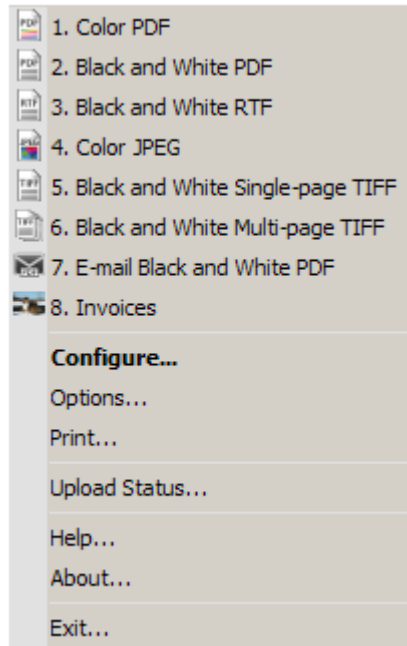 1. Color PDF
2. Black and White PDF
3. Black and White RTF
4. Color JPEG
5. Black and White Single-page TIFF
6. Black and White Multi-page TIFF
7. E-mail Black and White PDF
8. Invoices
Configure...
Options...
Print...
Upload Status...
Help...
About...
Exit...